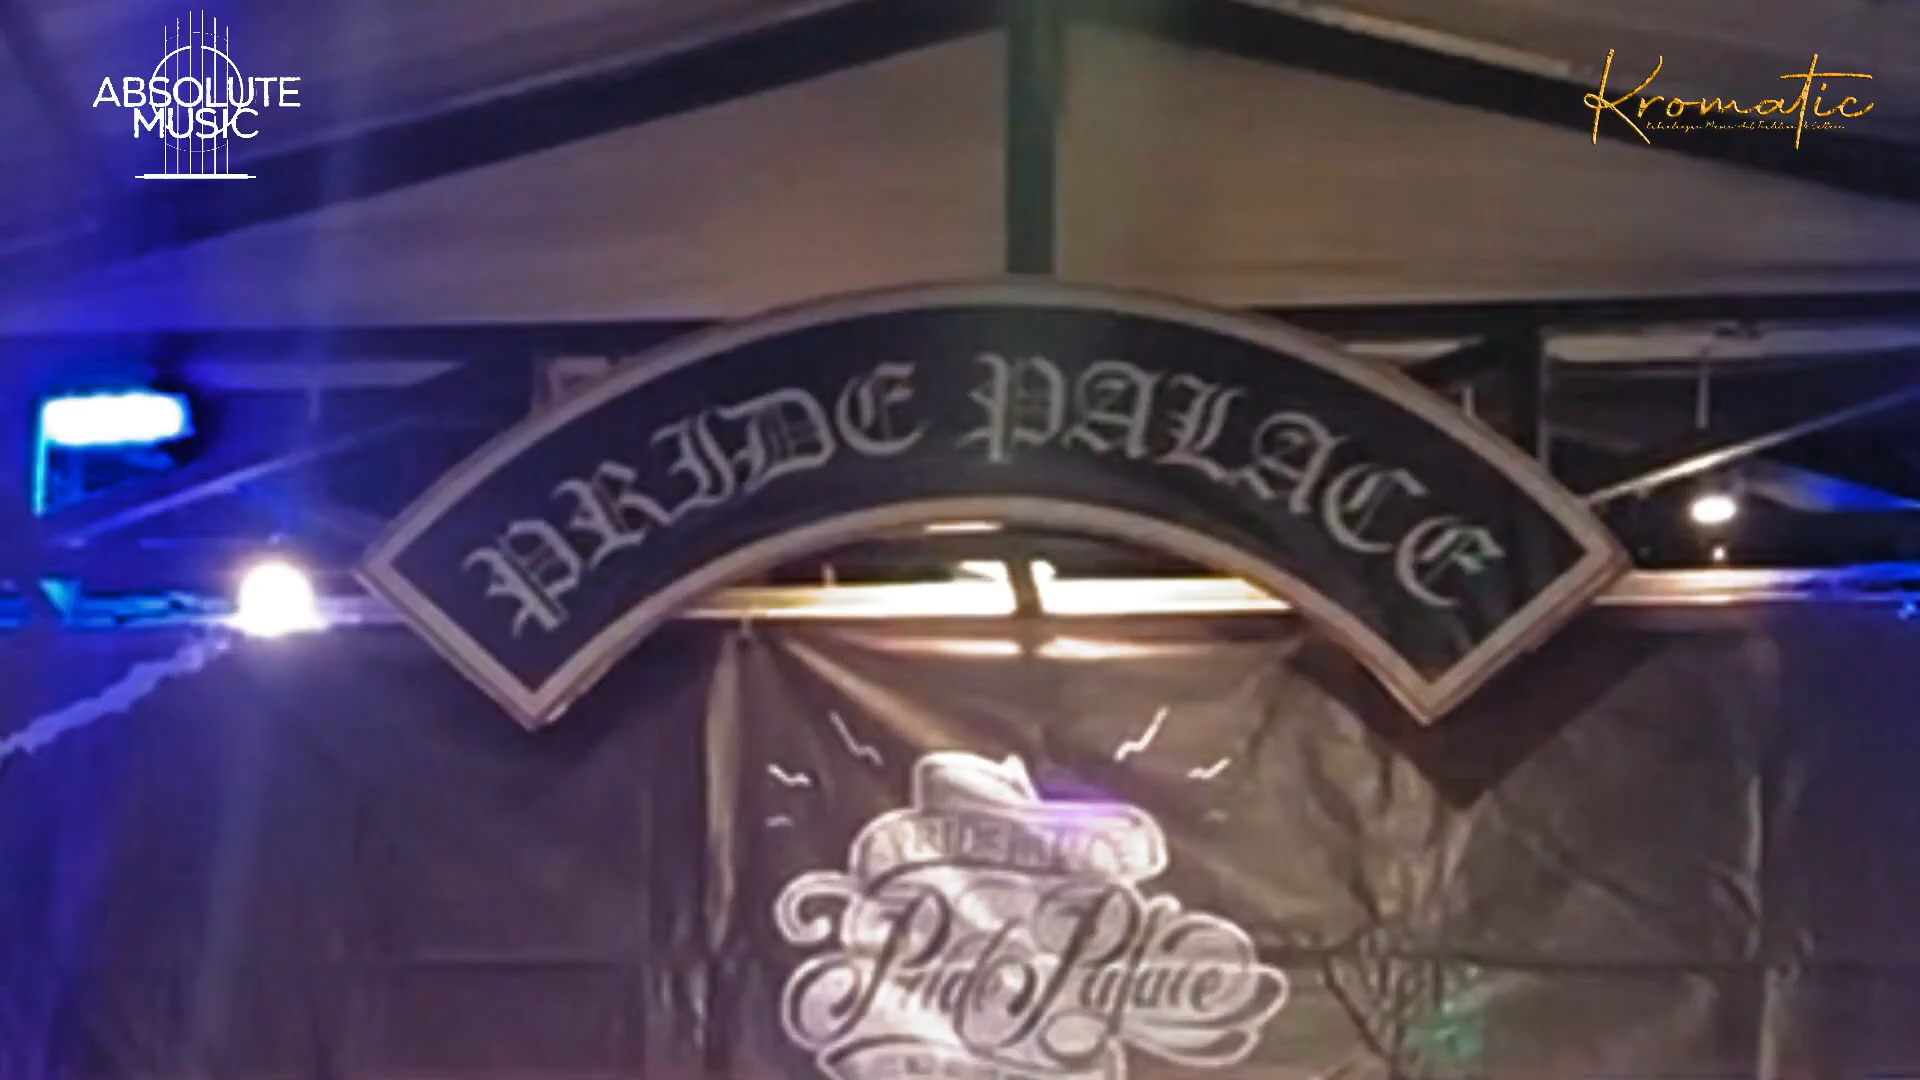 ABSOLUTE
MUSIC
Kromatic
PRIDE PALACE
Pride Palace